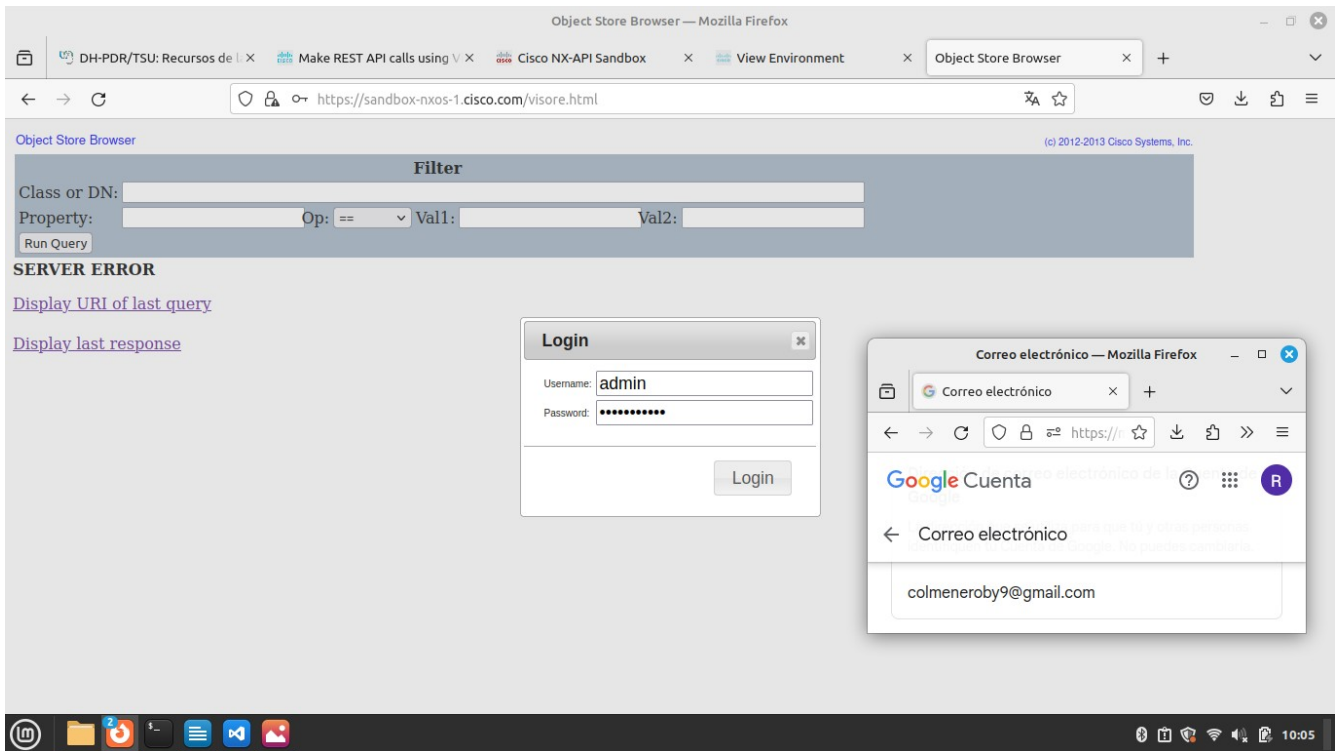 Object Store Browser — Mozilla Firefox
DH-PDR/TSU: Recursos de l
Make REST API calls using V
Cisco NX-API Sandbox
View Environment
Object Store Browser
https://sandbox-nxos-1.cisco.com/visore.html
Object Store Browser
(c) 2012-2013 Cisco Systems, Inc.
Filter
Class or DN:
Property: Op: == Val1: Val2:
Run Query
SERVER ERROR
Display URI of last query
Display last response
Login
Username: admin
Password: •••••••••••
Login
Correo electrónico — Mozilla Firefox
Correo electrónico
https://
Google Cuenta
R
Correo electrónico
colmeneroby9@gmail.com
2
10:05